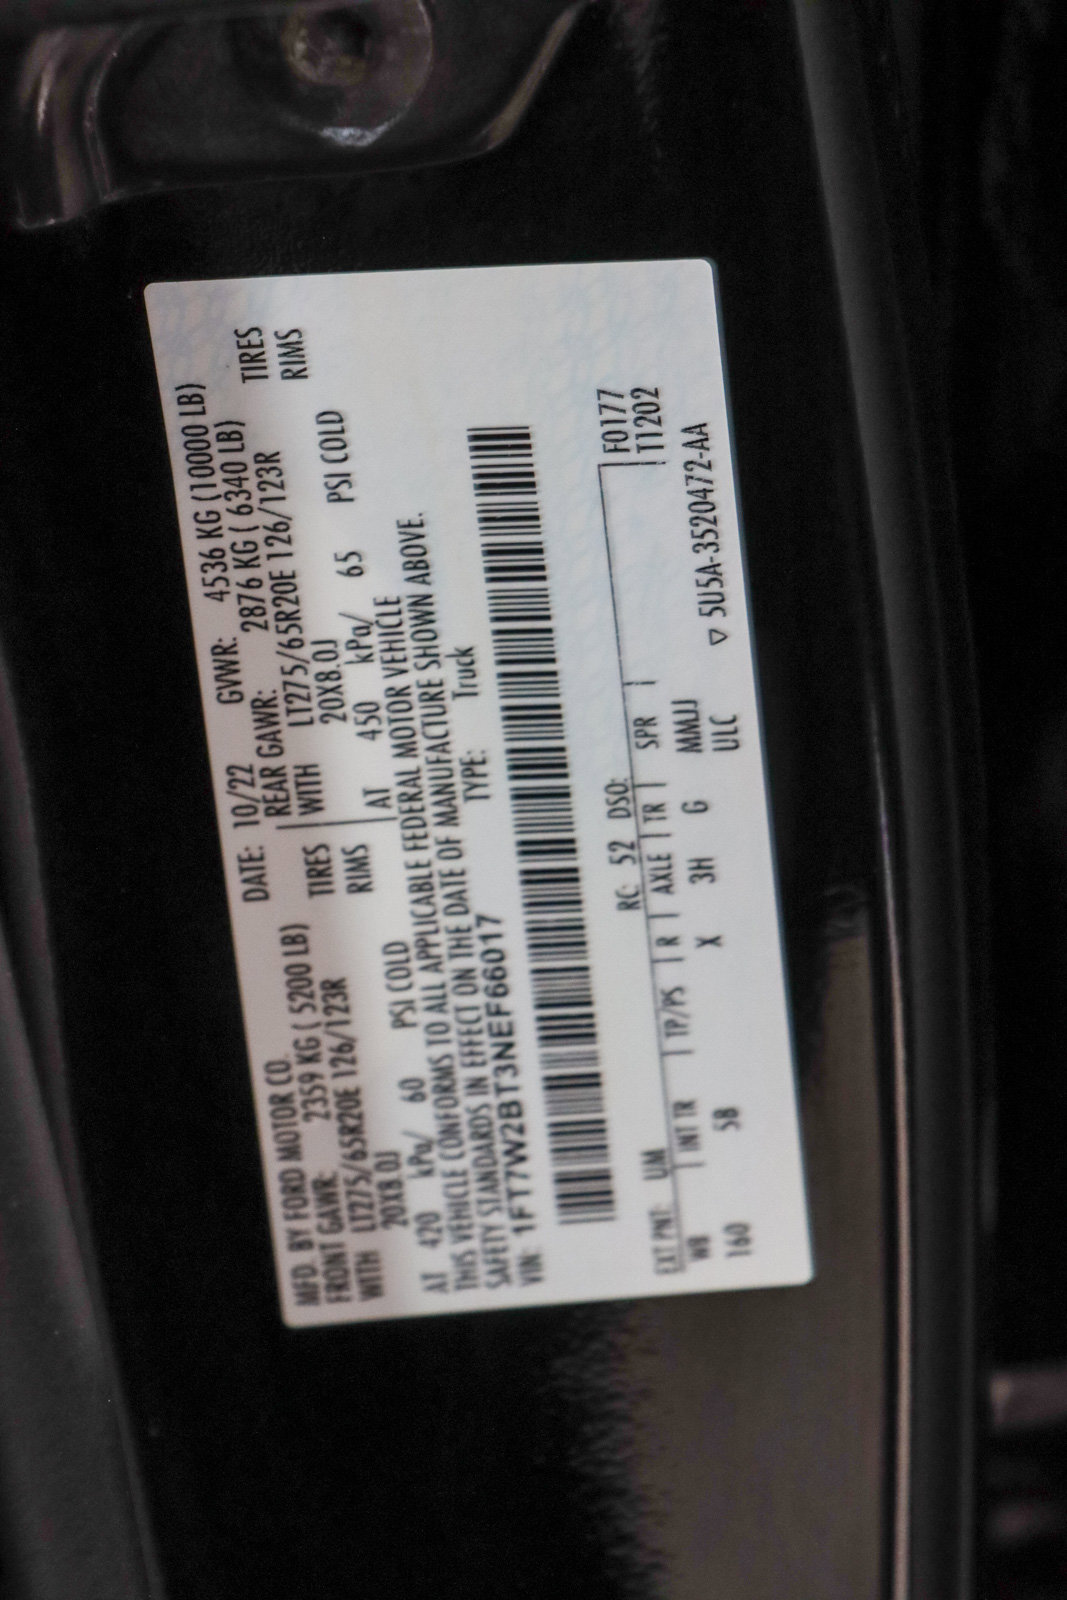 MFD. BY FORD MOTOR CO. DATE: 10/22 GVWR: 4536 KG (10000 LB)
FRONT GAWR: 2359 KG ( 5200 LB) REAR GAWR: 2876 KG ( 6340 LB)
WITH LT275/65R20E 126/123R TIRES WITH LT275/65R20E 126/123R TIRES
20X8.0J RIMS 20X8.0J RIMS
AT 420 kPa/ 60 PSI COLD AT 450 kPa/ 65 PSI COLD
THIS VEHICLE CONFORMS TO ALL APPLICABLE FEDERAL MOTOR VEHICLE
SAFETY STANDARDS IN EFFECT ON THE DATE OF MANUFACTURE SHOWN ABOVE.
VIN: 1FT7W2BT3NEF66017 TYPE: Truck
EXT PNT: UM RC: 52 DSO: F0177
WB INT TR TP/PS R AXLE TR SPR T1202
160 5B X 3H G MMJJ
ULC ▽ 5U5A-3520472-AA